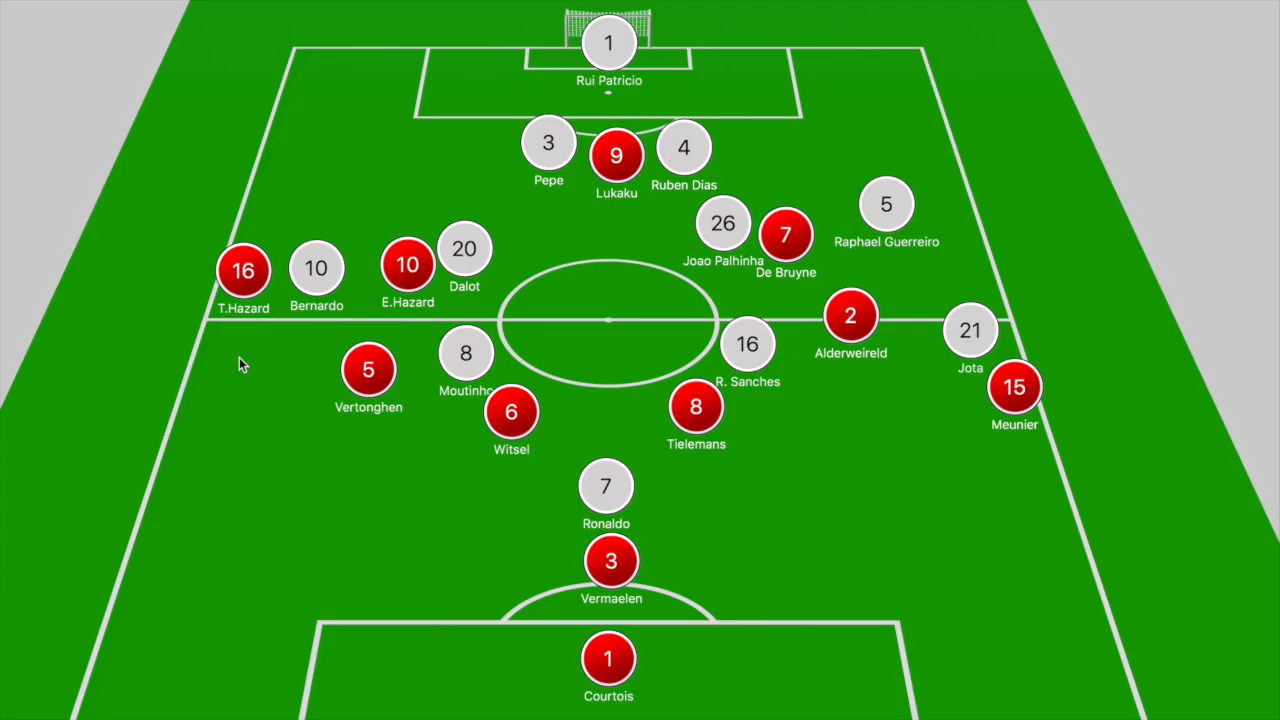 1
Rui Patricio
3
Pepe
9
Lukaku
4
Ruben Dias
26
Joao Palhinha
7
De Bruyne
5
Raphael Guerreiro
16
T.Hazard
10
Bernardo
10
E.Hazard
20
Dalot
2
Alderweireld
21
Jota
8
Moutinho
16
R. Sanches
5
Vertonghen
15
Meunier
6
Witsel
8
Tielemans
7
Ronaldo
3
Vermaelen
1
Courtois